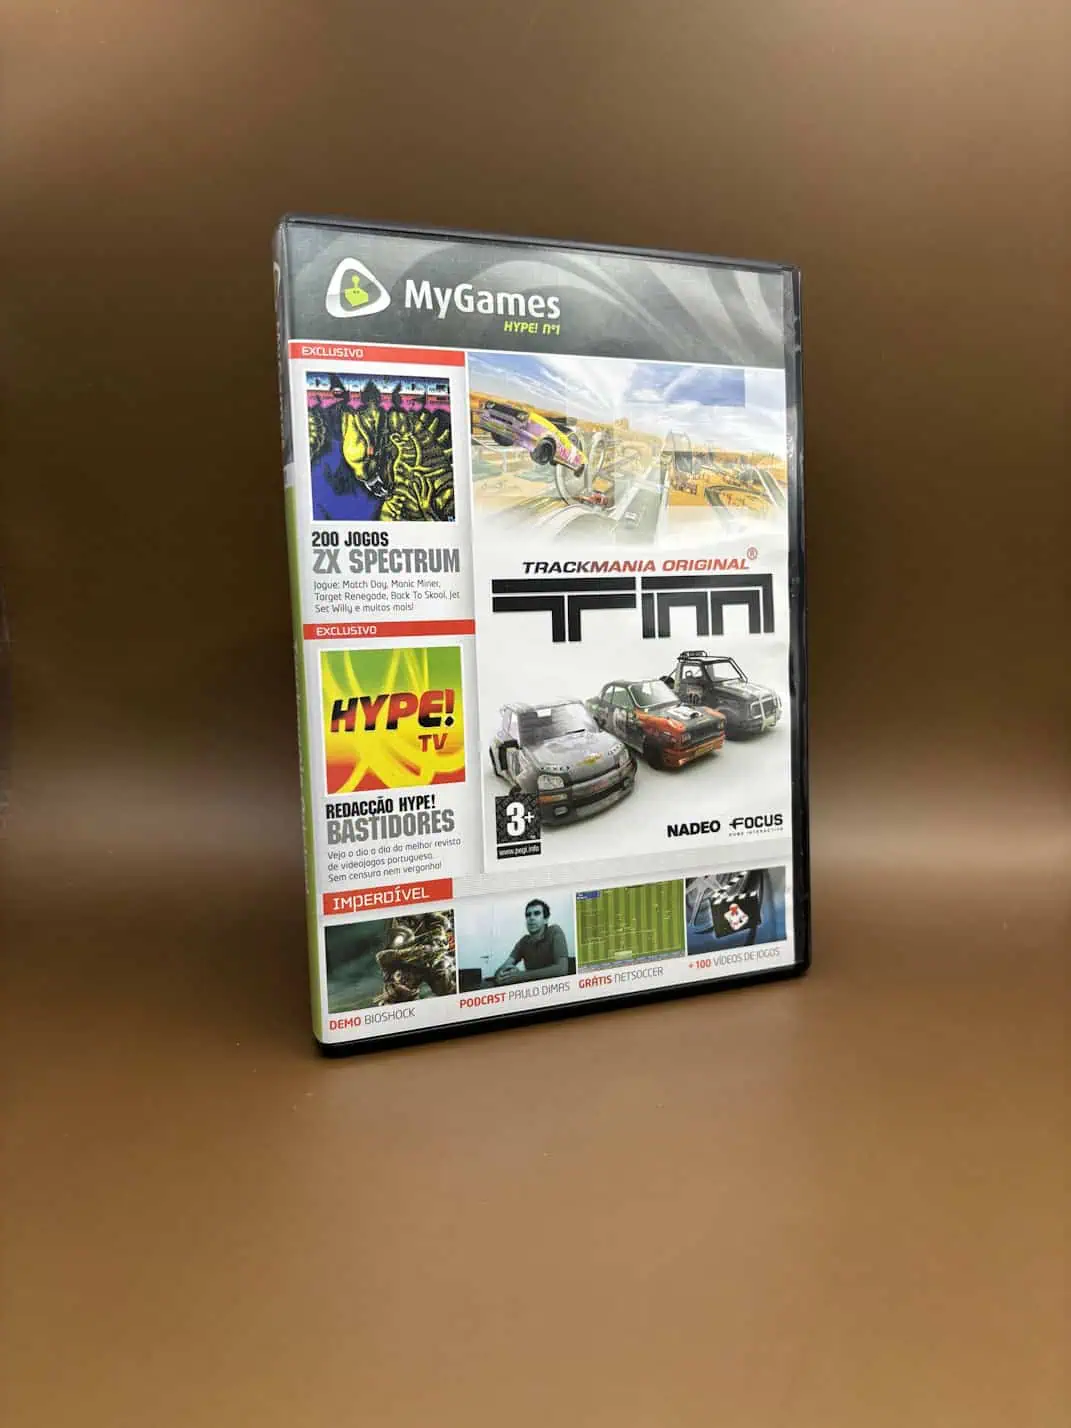 MyGames
HYPE! nº1
EXCLUSIVO
200 JOGOS
ZX SPECTRUM
Jogue: Match Day, Manic Miner,
Target Renegade, Back To Skool, Jet
Set Willy e muitos mais!
EXCLUSIVO
HYPE!
TV
REDACÇÃO HYPE!
BASTIDORES
Veja o dia a dia da melhor revista
de videojogos portuguesa.
Sem censura nem vergonha!
TRACKMANIA ORIGINAL®
TM
3+
www.pegi.info
NADEO FOCUS
HOME INTERACTIVE
IMPERDÍVEL
DEMO BIOSHOCK
PODCAST PAULO DIMAS
GRÁTIS NETSOCCER
+100 VÍDEOS DE JOGOS